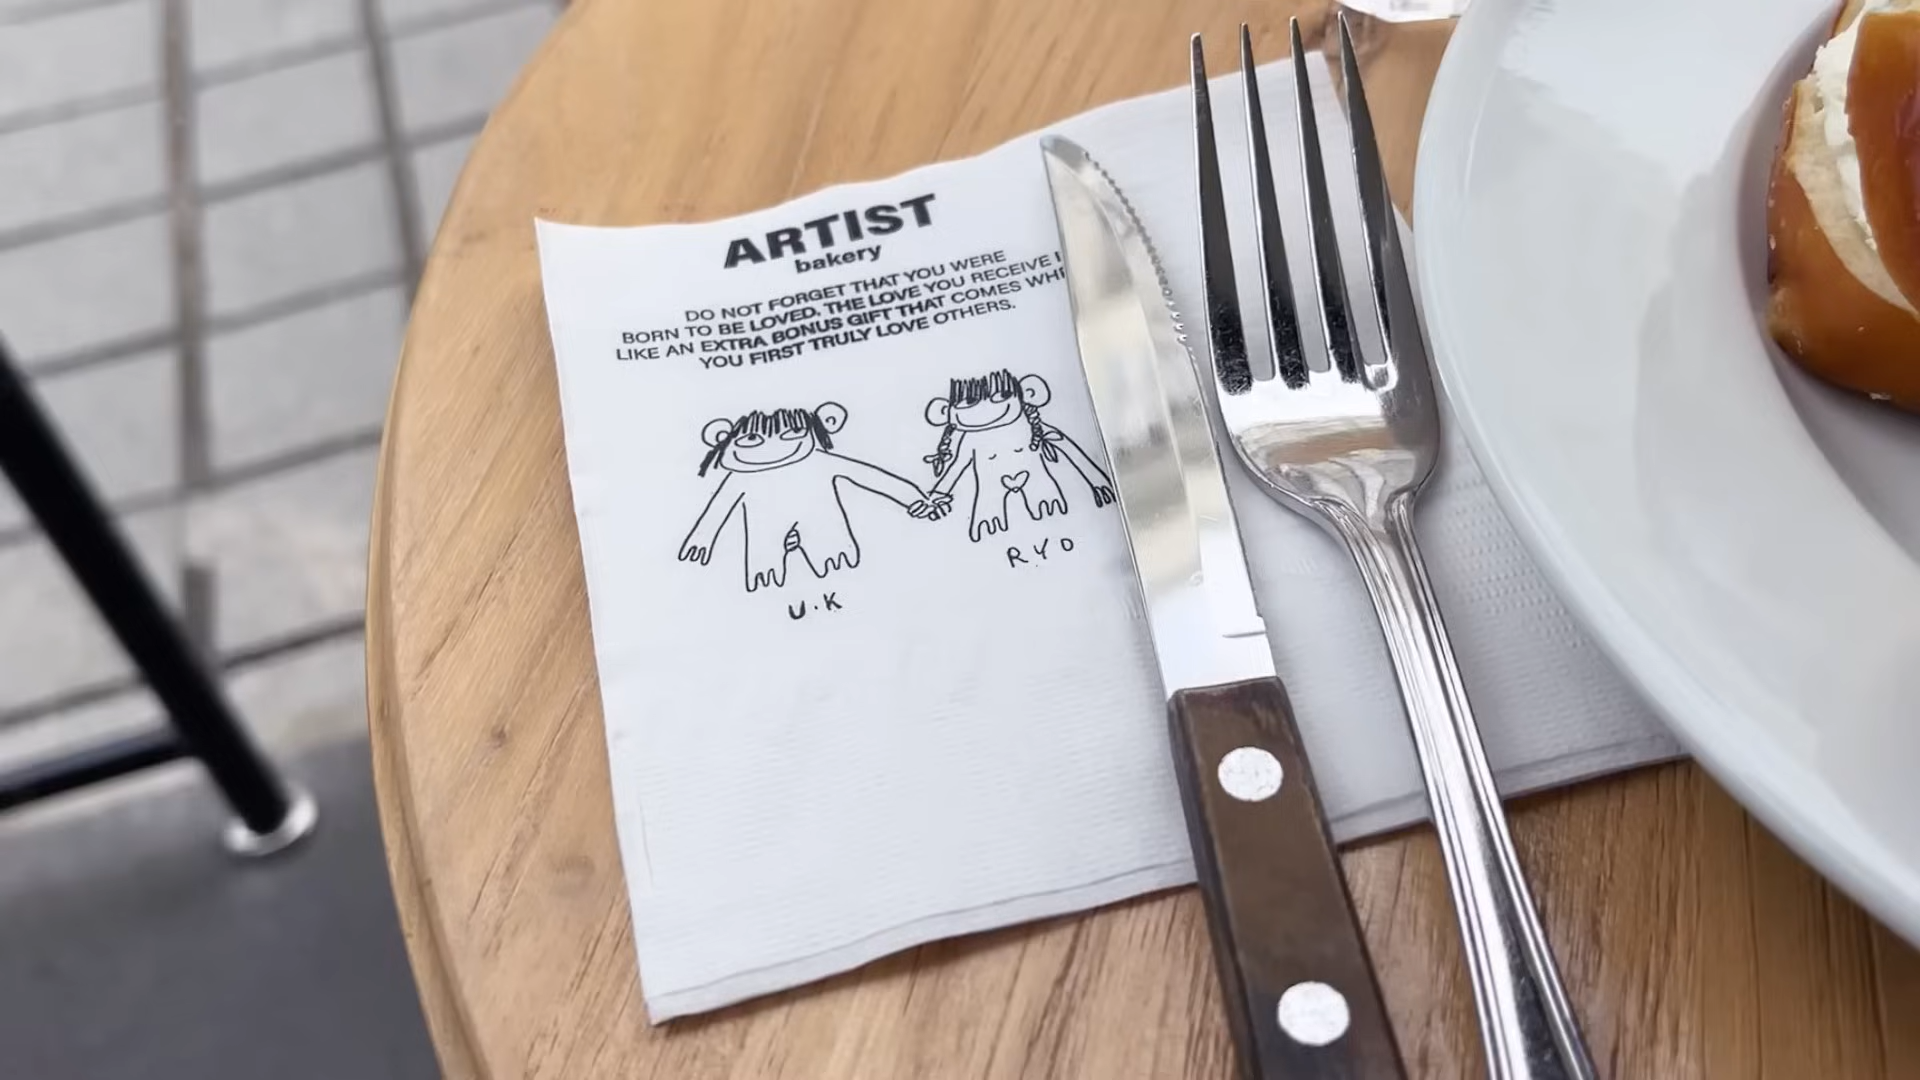 ARTIST
bakery
DO NOT FORGET THAT YOU WERE
BORN TO BE LOVED. THE LOVE YOU RECEIVE
LIKE AN EXTRA BONUS GIFT THAT COMES
YOU FIRST TRULY LOVE OTHERS.
U.K
RYO